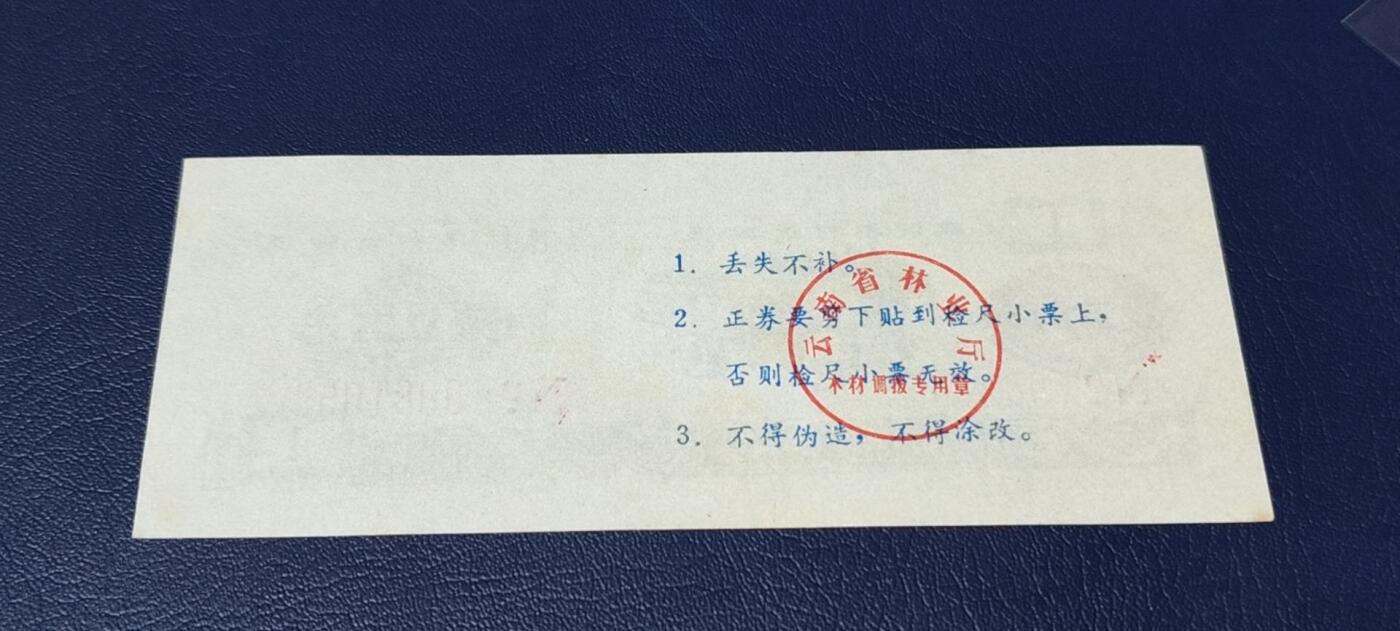 1. 丢失不补。
2. 正券要剪下贴到检尺小票上，
否则检尺小票无效。
3. 不得伪造，不得涂改。
云南省林业厅
木材调拨专用章